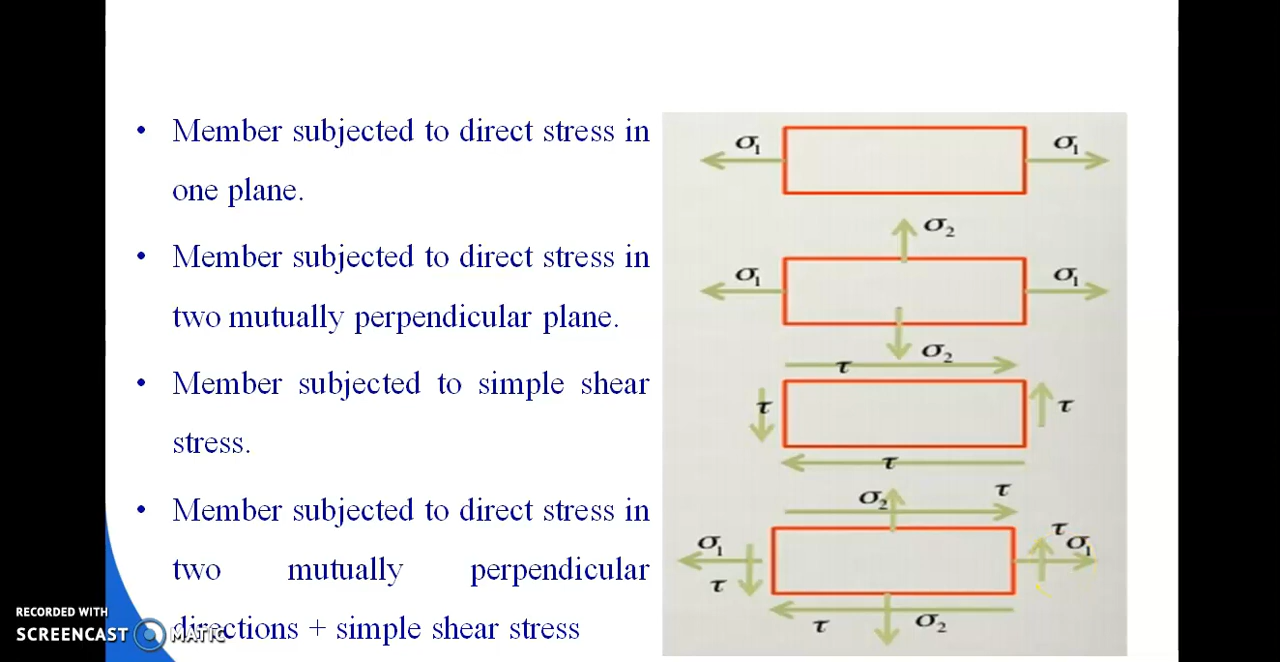 • Member subjected to direct stress in
one plane.
• Member subjected to direct stress in
two mutually perpendicular plane.
• Member subjected to simple shear
stress.
• Member subjected to direct stress in
two mutually perpendicular
directions + simple shear stress
σ₁ σ₁
σ₂
σ₁ σ₁
σ₂
τ
τ τ
τ
σ₂ τ
σ₁ τ σ₁
τ
τ σ₂
RECORDED WITH
SCREENCAST MATIC